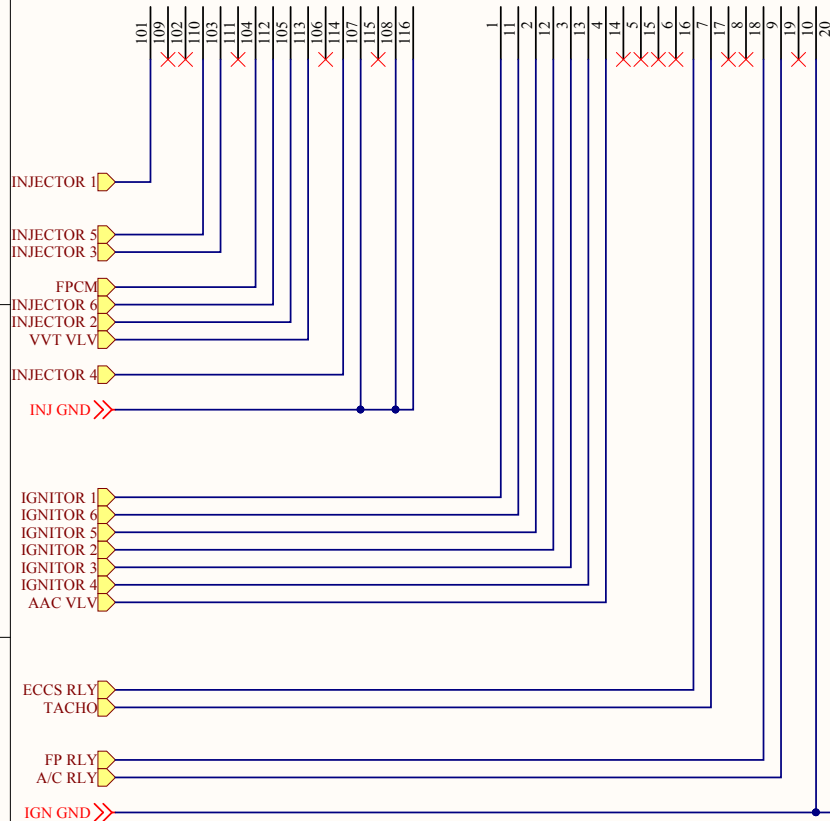 101
109
102
110
103
111
104
112
105
113
106
114
107
115
108
116
1
11
2
12
3
13
4
14
5
15
6
16
7
17
8
18
9
19
10
20
INJECTOR 1
INJECTOR 5
INJECTOR 3
FPCM
INJECTOR 6
INJECTOR 2
VVT VLV
INJECTOR 4
INJ GND
IGNITOR 1
IGNITOR 6
IGNITOR 5
IGNITOR 2
IGNITOR 3
IGNITOR 4
AAC VLV
ECCS RLY
TACHO
FP RLY
A/C RLY
IGN GND